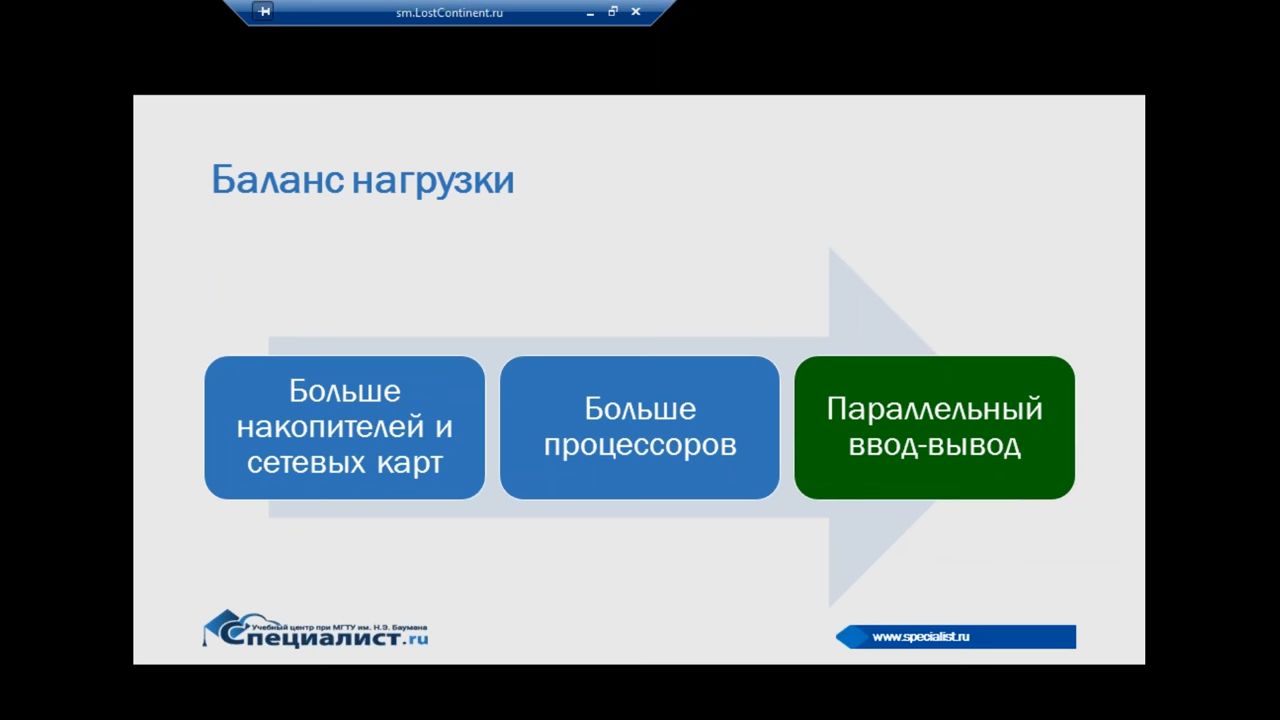 sm.LostContinent.ru
Баланс нагрузки
Больше
накопителей и
сетевых карт
Больше
процессоров
Параллельный
ввод-вывод
Учебный центр при МГТУ им. Н.Э. Баумана
Специалист.ru
www.specialist.ru